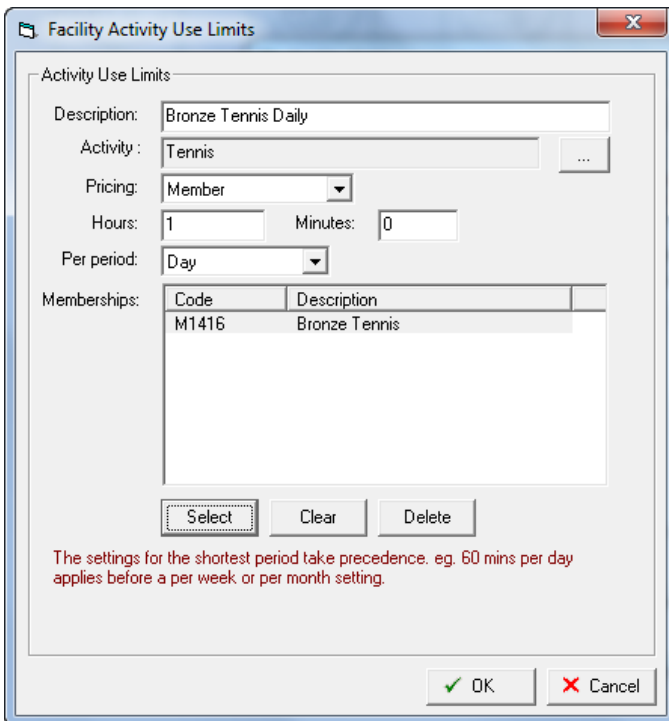 Facility Activity Use Limits
Activity Use Limits
Description: Bronze Tennis Daily
Activity : Tennis ...
Pricing: Member
Hours: 1 Minutes: 0
Per period: Day
Memberships: Code Description
M1416 Bronze Tennis
Select Clear Delete
The settings for the shortest period take precedence. eg. 60 mins per day
applies before a per week or per month setting.
OK Cancel